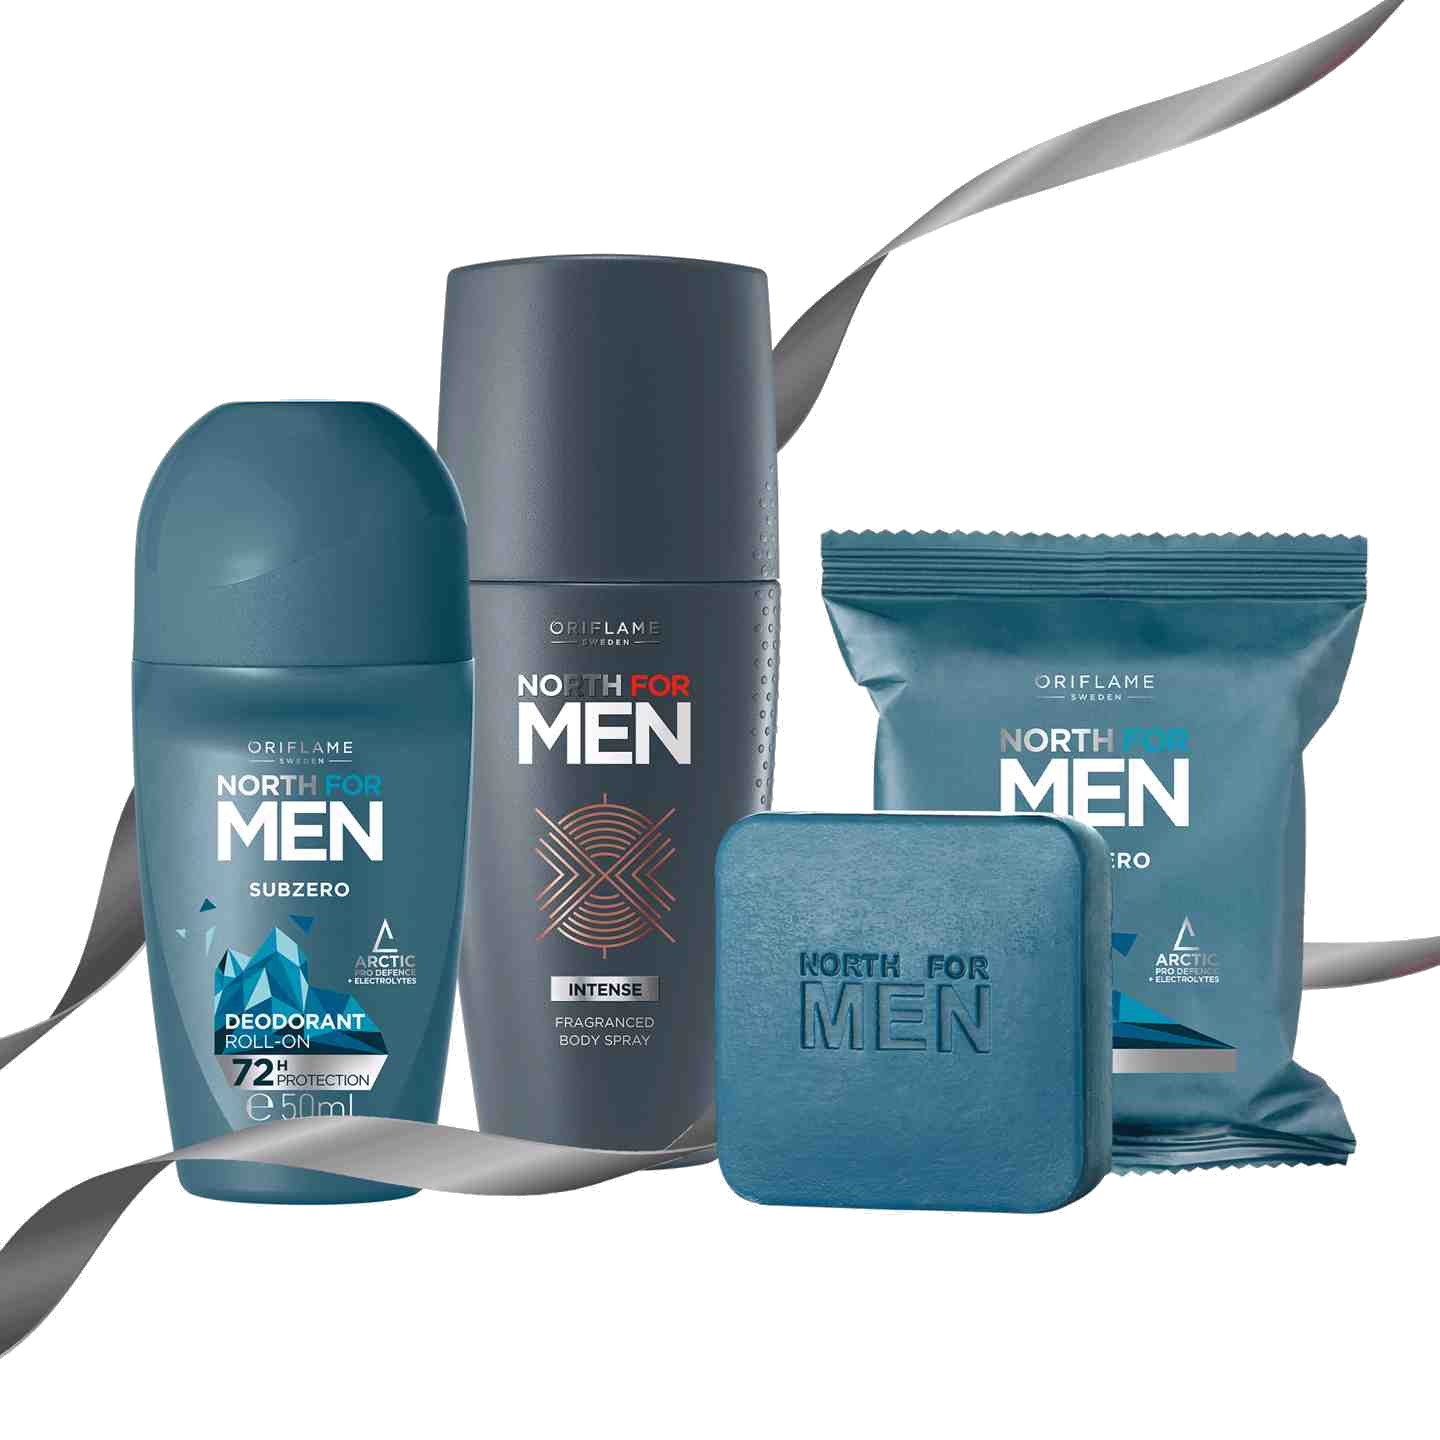 ORIFLAME
SWEDEN
NORTH FOR
MEN
SUBZERO
ARCTIC
PRO DEFENCE
+ ELECTROLYTES
DEODORANT
ROLL-ON
72H PROTECTION
℮ 50ml
ORIFLAME
SWEDEN
NORTH FOR
MEN
INTENSE
FRAGRANCED
BODY SPRAY
ORIFLAME
SWEDEN
NORTH FOR
MEN
ERO
ARCTIC
PRO DEFENCE
+ ELECTROLYTES
NORTH FOR
MEN